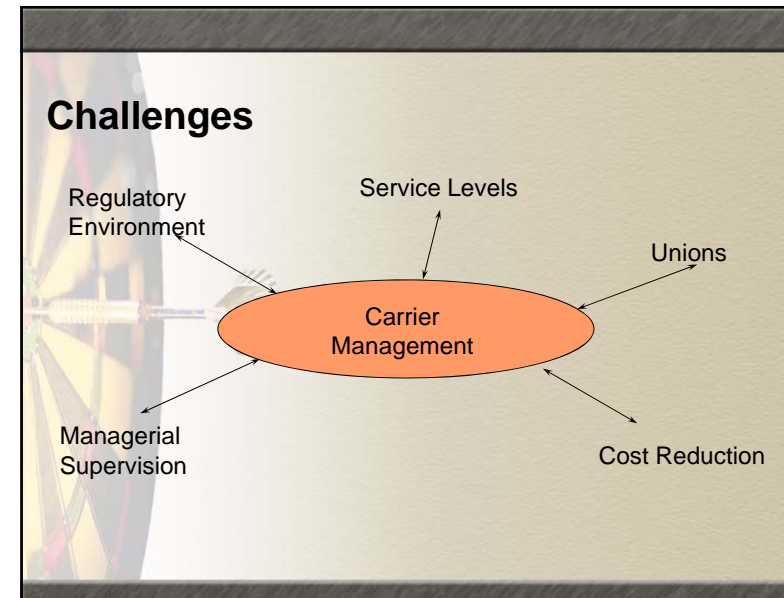 Challenges
Regulatory
Environment
Service Levels
Unions
Carrier
Management
Managerial
Supervision
Cost Reduction